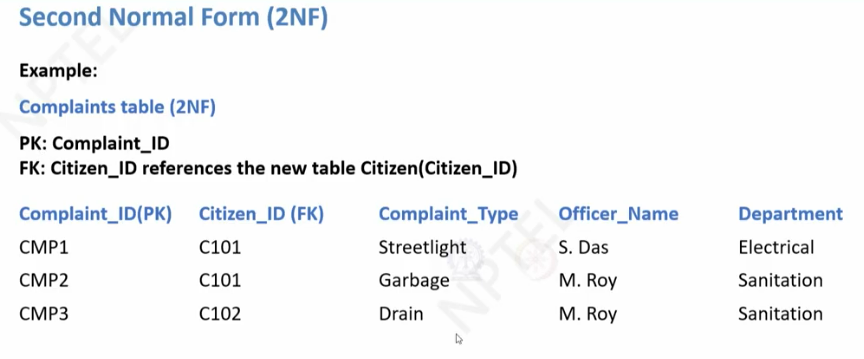 Second Normal Form (2NF)
Example:
Complaints table (2NF)
PK: Complaint_ID
FK: Citizen_ID references the new table Citizen(Citizen_ID)
Complaint_ID(PK) Citizen_ID (FK) Complaint_Type Officer_Name Department
CMP1 C101 Streetlight S. Das Electrical
CMP2 C101 Garbage M. Roy Sanitation
CMP3 C102 Drain M. Roy Sanitation
NPTEL
NPTEL